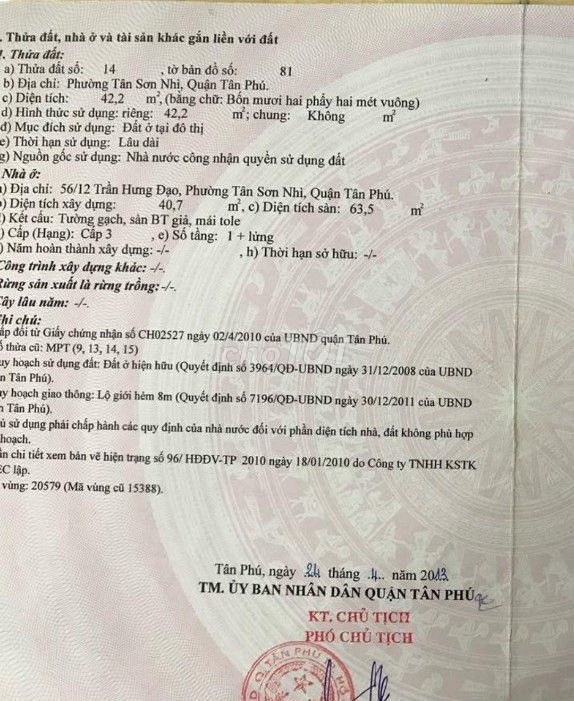 . Thửa đất, nhà ở và tài sản khác gắn liền với đất
. Thửa đất:
a) Thửa đất số: 14 , tờ bản đồ số: 81
b) Địa chỉ: Phường Tân Sơn Nhì, Quận Tân Phú.
c) Diện tích: 42,2 m², (bằng chữ: Bốn mươi hai phẩy hai mét vuông)
d) Hình thức sử dụng: riêng: 42,2 m²; chung: Không m²
đ) Mục đích sử dụng: Đất ở tại đô thị
e) Thời hạn sử dụng: Lâu dài
g) Nguồn gốc sử dụng: Nhà nước công nhận quyền sử dụng đất
Nhà ở:
) Địa chỉ: 56/12 Trần Hưng Đạo, Phường Tân Sơn Nhì, Quận Tân Phú.
) Diện tích xây dựng: 40,7 m², c) Diện tích sàn: 63,5 m²
) Kết cấu: Tường gạch, sàn BT giả, mái tole
) Cấp (Hạng): Cấp 3 , e) Số tầng: 1 + lửng
) Năm hoàn thành xây dựng: -/- , h) Thời hạn sở hữu: -/-
Công trình xây dựng khác: -/-.
Rừng sản xuất là rừng trồng: -/-.
Cây lâu năm: -/-.
hi chú:
ấp đổi từ Giấy chứng nhận số CH02527 ngày 02/4/2010 của UBND quận Tân Phú.
ố thửa cũ: MPT (9, 13, 14, 15)
uy hoạch sử dụng đất: Đất ở hiện hữu (Quyết định số 3964/QĐ-UBND ngày 31/12/2008 của UBND
n Tân Phú).
uy hoạch giao thông: Lộ giới hẻm 8m (Quyết định số 7196/QĐ-UBND ngày 30/12/2011 của UBND
n Tân Phú).
ủ sử dụng phải chấp hành các quy định của nhà nước đối với phần diện tích nhà, đất không phù hợp
hoạch.
ần chi tiết xem bản vẽ hiện trạng số 96/ HĐĐV-TP 2010 ngày 18/01/2010 do Công ty TNHH KSTK
C lập.
vùng: 20579 (Mã vùng cũ 15388).
Tân Phú, ngày 24 tháng .4.. năm 2013
TM. ỦY BAN NHÂN DÂN QUẬN TÂN PHÚ
KT. CHỦ TỊCH
PHÓ CHỦ TỊCH
Q. TÂN PHÚ